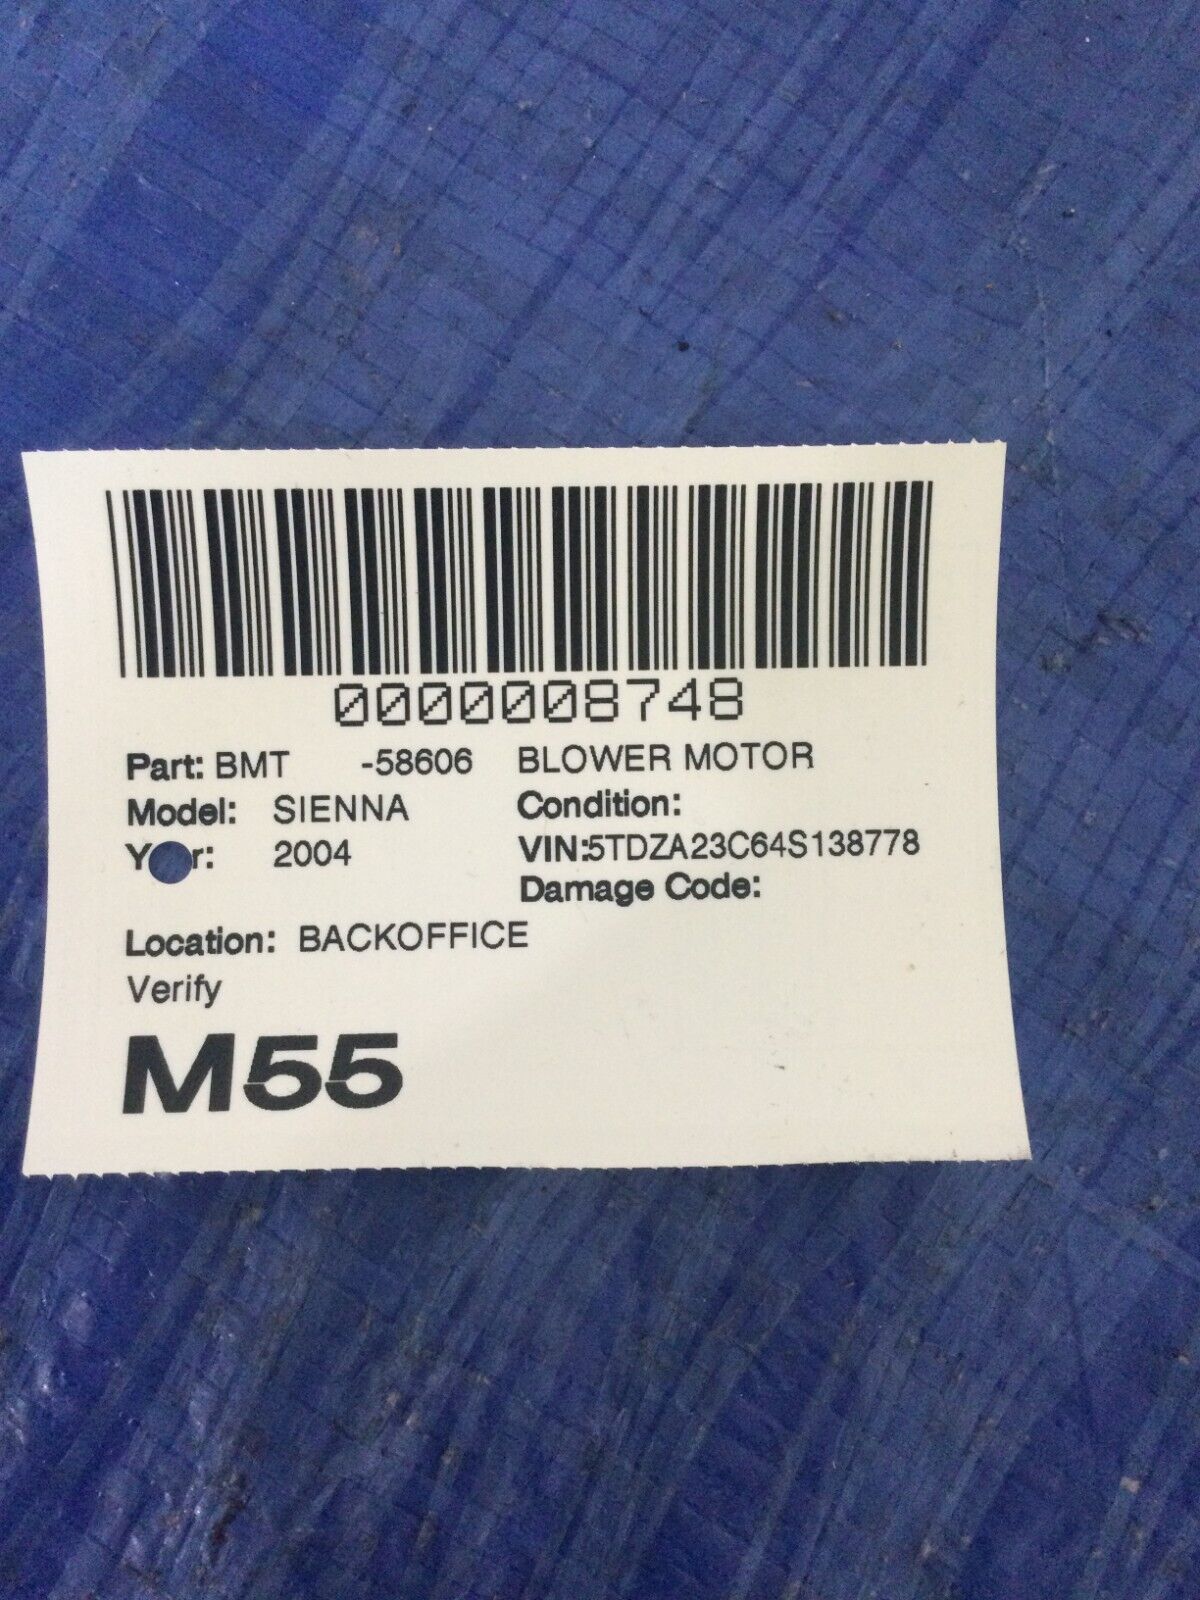 0000008748
Part: BMT -58606 BLOWER MOTOR
Model: SIENNA Condition:
Y r: 2004 VIN:5TDZA23C64S138778
Damage Code:
Location: BACKOFFICE
Verify
M55